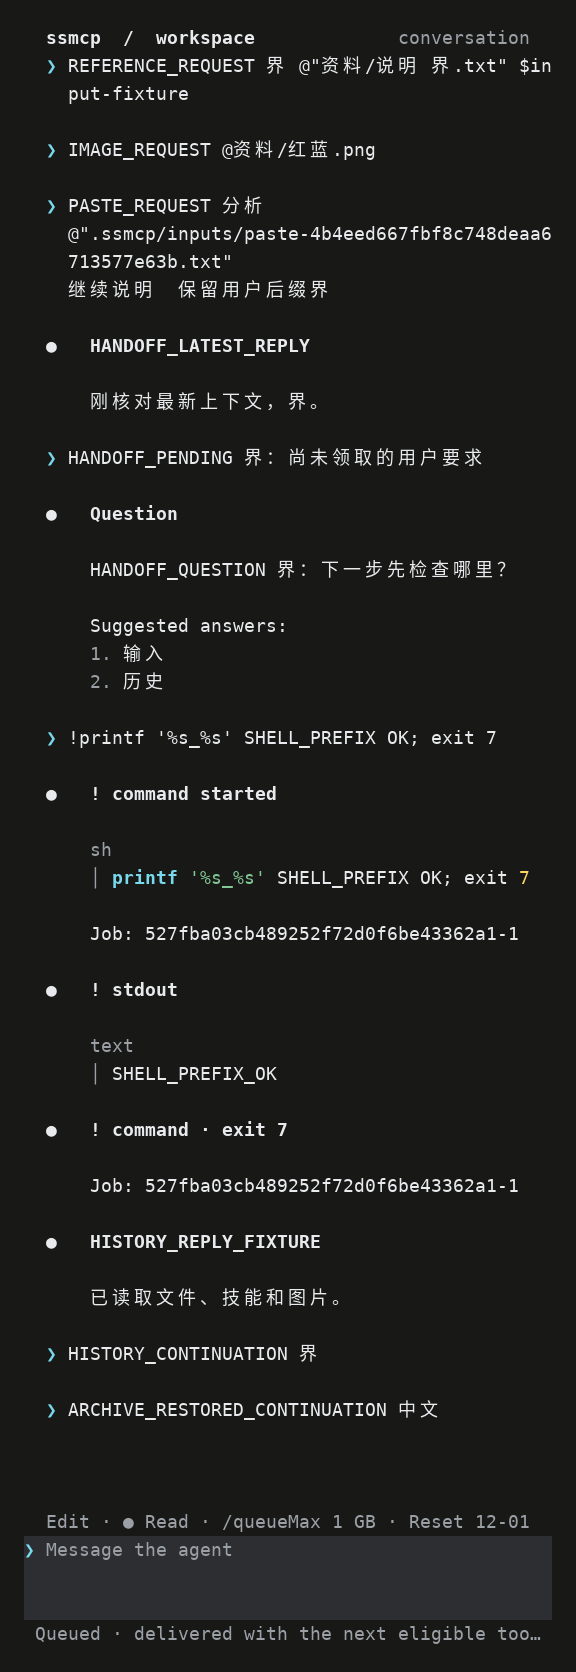 ssmcp / workspace conversation
❯ REFERENCE_REQUEST 界 @"资料/说明 界.txt" $in
put-fixture
❯ IMAGE_REQUEST @资料/红蓝.png
❯ PASTE_REQUEST 分析
@".ssmcp/inputs/paste-4b4eed667fbf8c748deaa6
713577e63b.txt"
继续说明 保留用户后缀界
● HANDOFF_LATEST_REPLY
刚核对最新上下文，界。
❯ HANDOFF_PENDING 界：尚未领取的用户要求
● Question
HANDOFF_QUESTION 界：下一步先检查哪里？
Suggested answers:
1. 输入
2. 历史
❯ !printf '%s_%s' SHELL_PREFIX OK; exit 7
● ! command started
sh
│ printf '%s_%s' SHELL_PREFIX OK; exit 7
Job: 527fba03cb489252f72d0f6be43362a1-1
● ! stdout
text
│ SHELL_PREFIX_OK
● ! command · exit 7
Job: 527fba03cb489252f72d0f6be43362a1-1
● HISTORY_REPLY_FIXTURE
已读取文件、技能和图片。
❯ HISTORY_CONTINUATION 界
❯ ARCHIVE_RESTORED_CONTINUATION 中文
Edit · ● Read · /queueMax 1 GB · Reset 12-01
❯ Message the agent
Queued · delivered with the next eligible too…